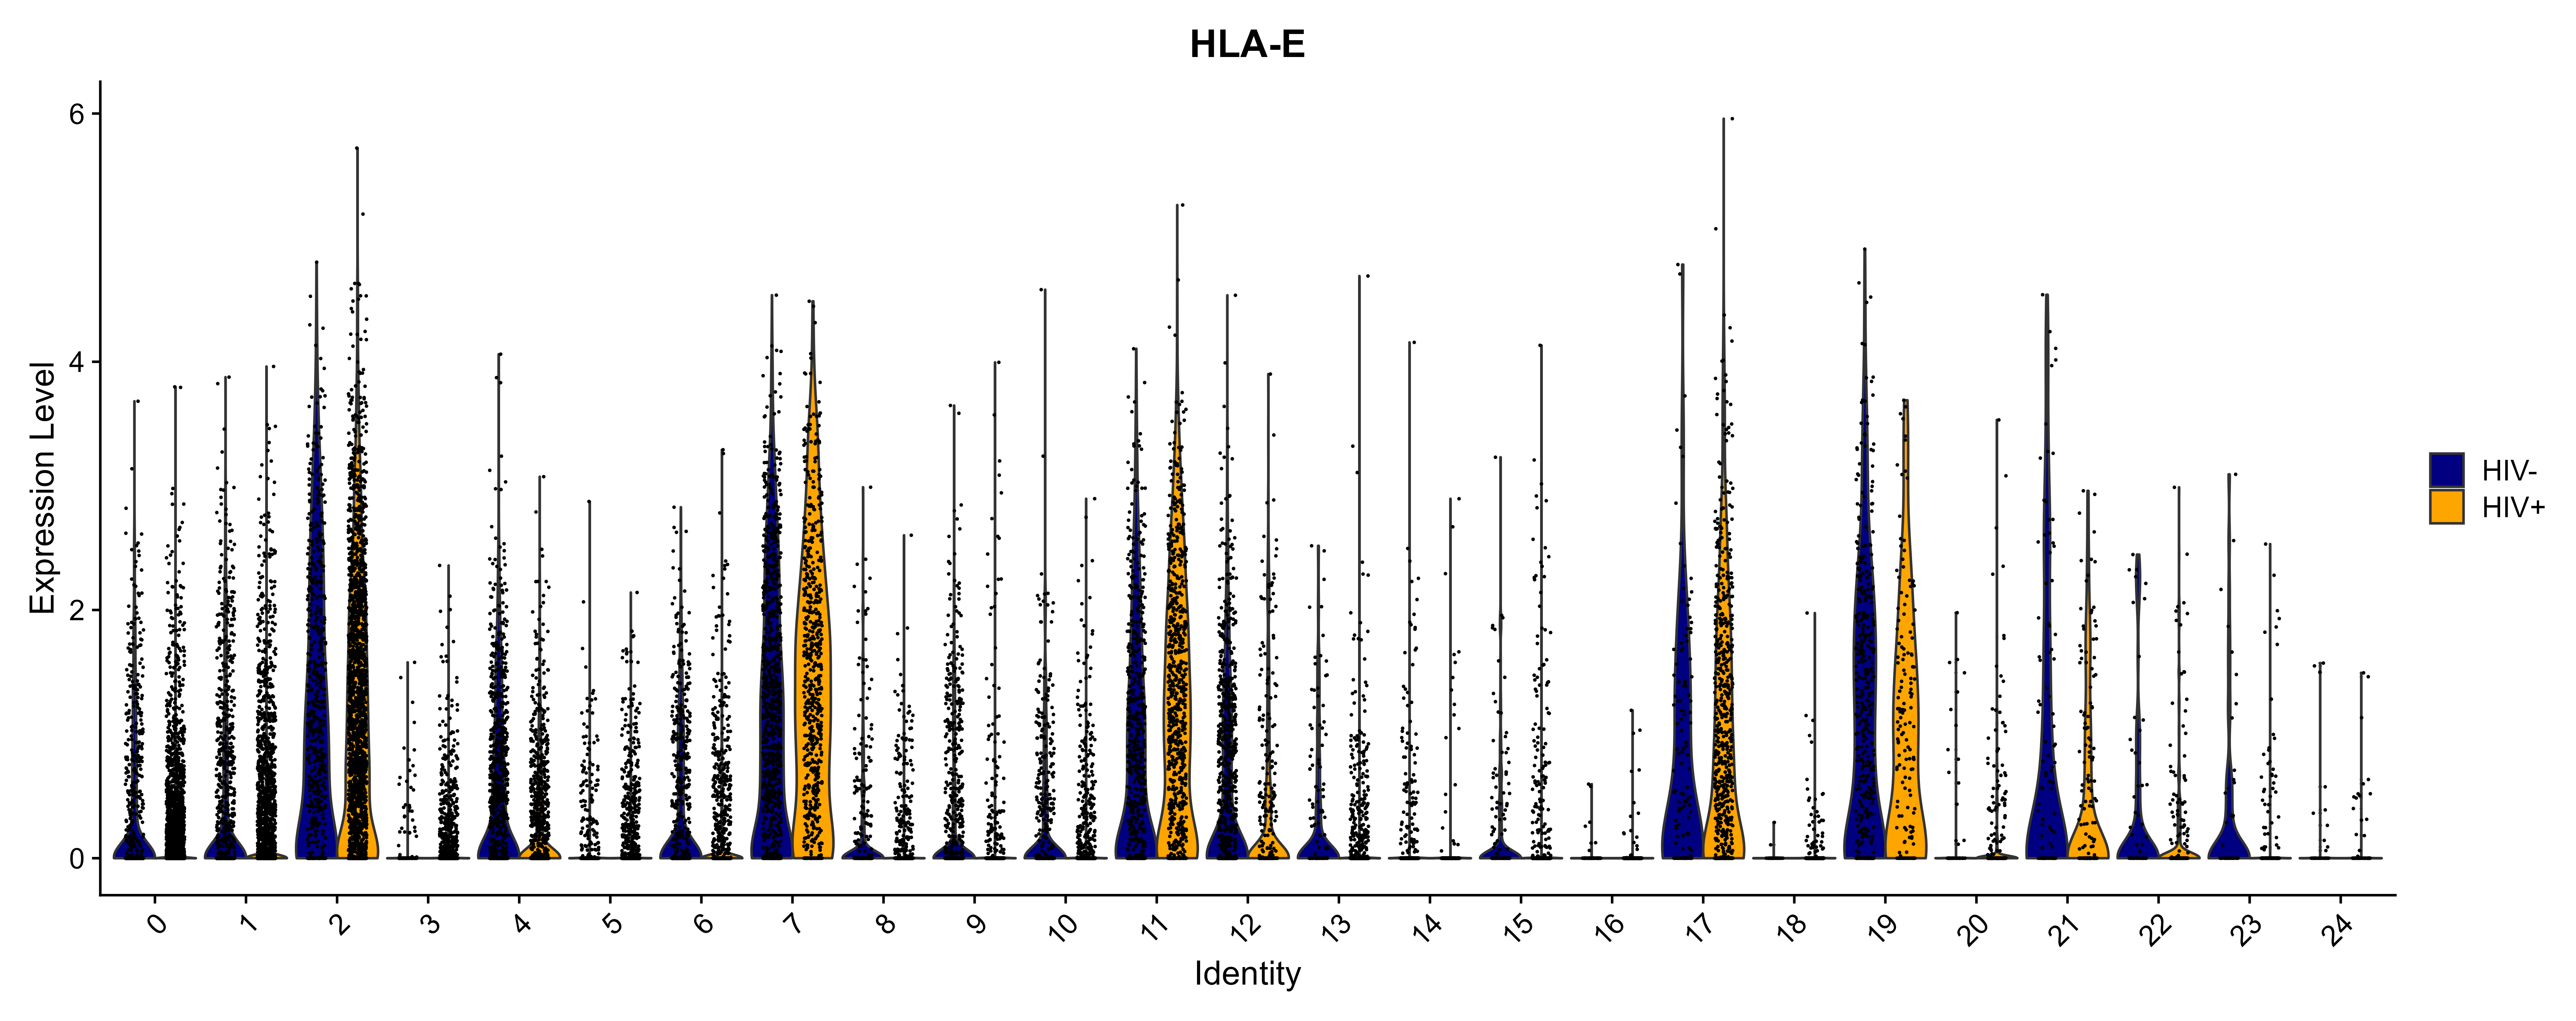 HLA-E
Expression Level
6
4
2
0
0 1 2 3 4 5 6 7 8 9 10 11 12 13 14 15 16 17 18 19 20 21 22 23 24
Identity
HIV-
HIV+